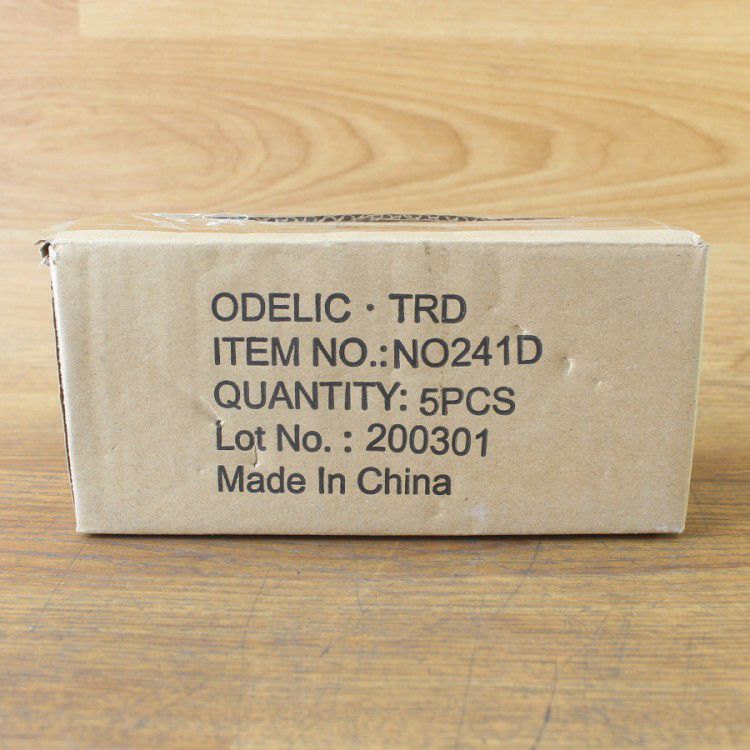 ODELIC · TRD
ITEM NO.:NO241D
QUANTITY: 5PCS
Lot No. : 200301
Made In China